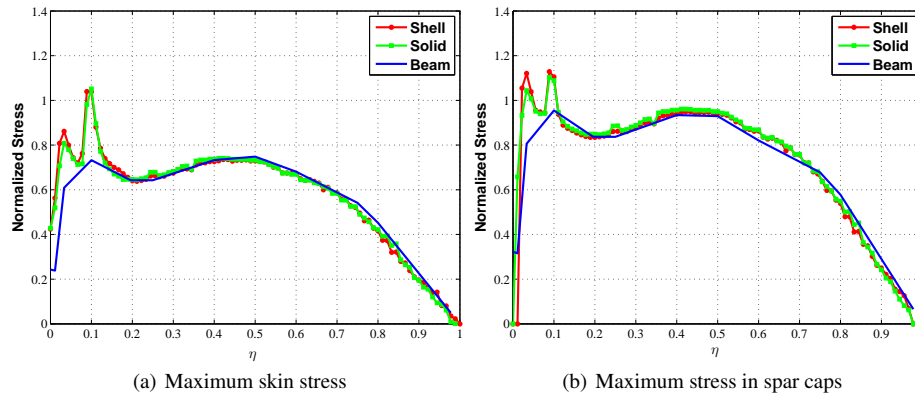 1.4
1.2
1
0.8
0.6
0.4
0.2
0
Normalized Stress
Shell
Solid
Beam
0 0.1 0.2 0.3 0.4 0.5 0.6 0.7 0.8 0.9 1
η
(a) Maximum skin stress
1.4
1.2
1
0.8
0.6
0.4
0.2
0
Normalized Stress
Shell
Solid
Beam
0 0.1 0.2 0.3 0.4 0.5 0.6 0.7 0.8 0.9
η
(b) Maximum stress in spar caps